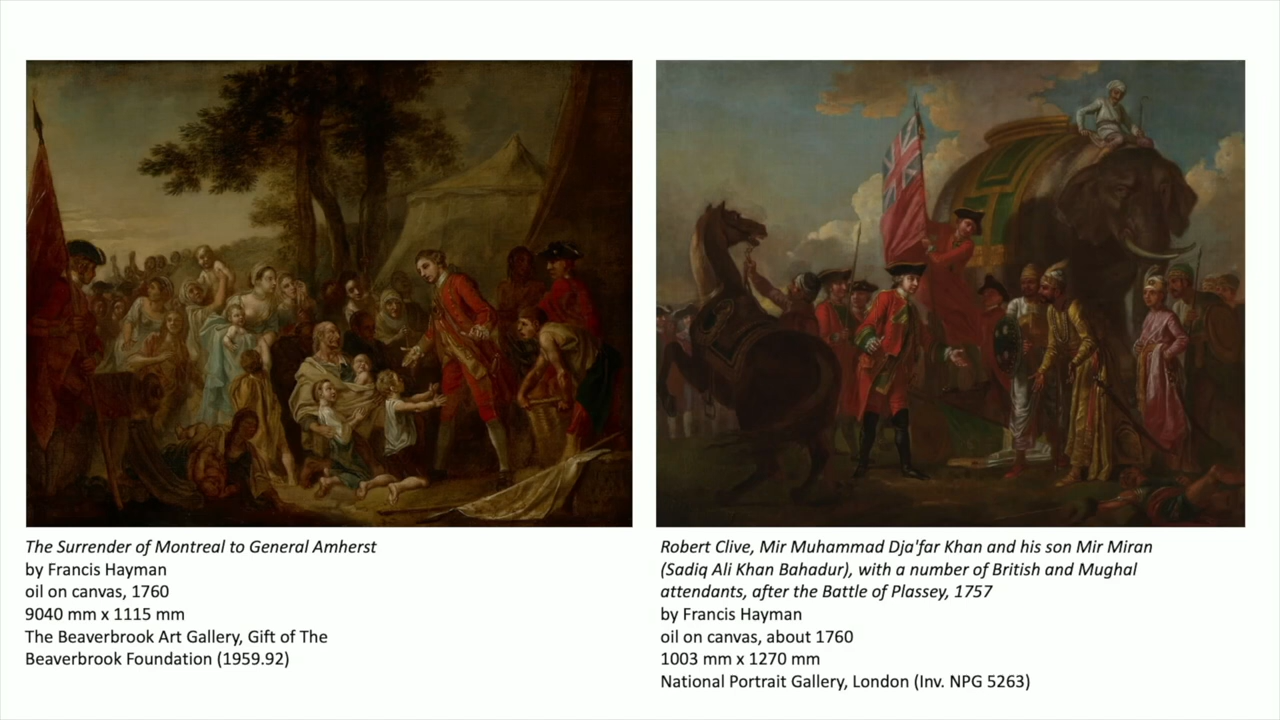 The Surrender of Montreal to General Amherst
by Francis Hayman
oil on canvas, 1760
9040 mm x 1115 mm
The Beaverbrook Art Gallery, Gift of The
Beaverbrook Foundation (1959.92)
Robert Clive, Mir Muhammad Dja'far Khan and his son Mir Miran
(Sadiq Ali Khan Bahadur), with a number of British and Mughal
attendants, after the Battle of Plassey, 1757
by Francis Hayman
oil on canvas, about 1760
1003 mm x 1270 mm
National Portrait Gallery, London (Inv. NPG 5263)